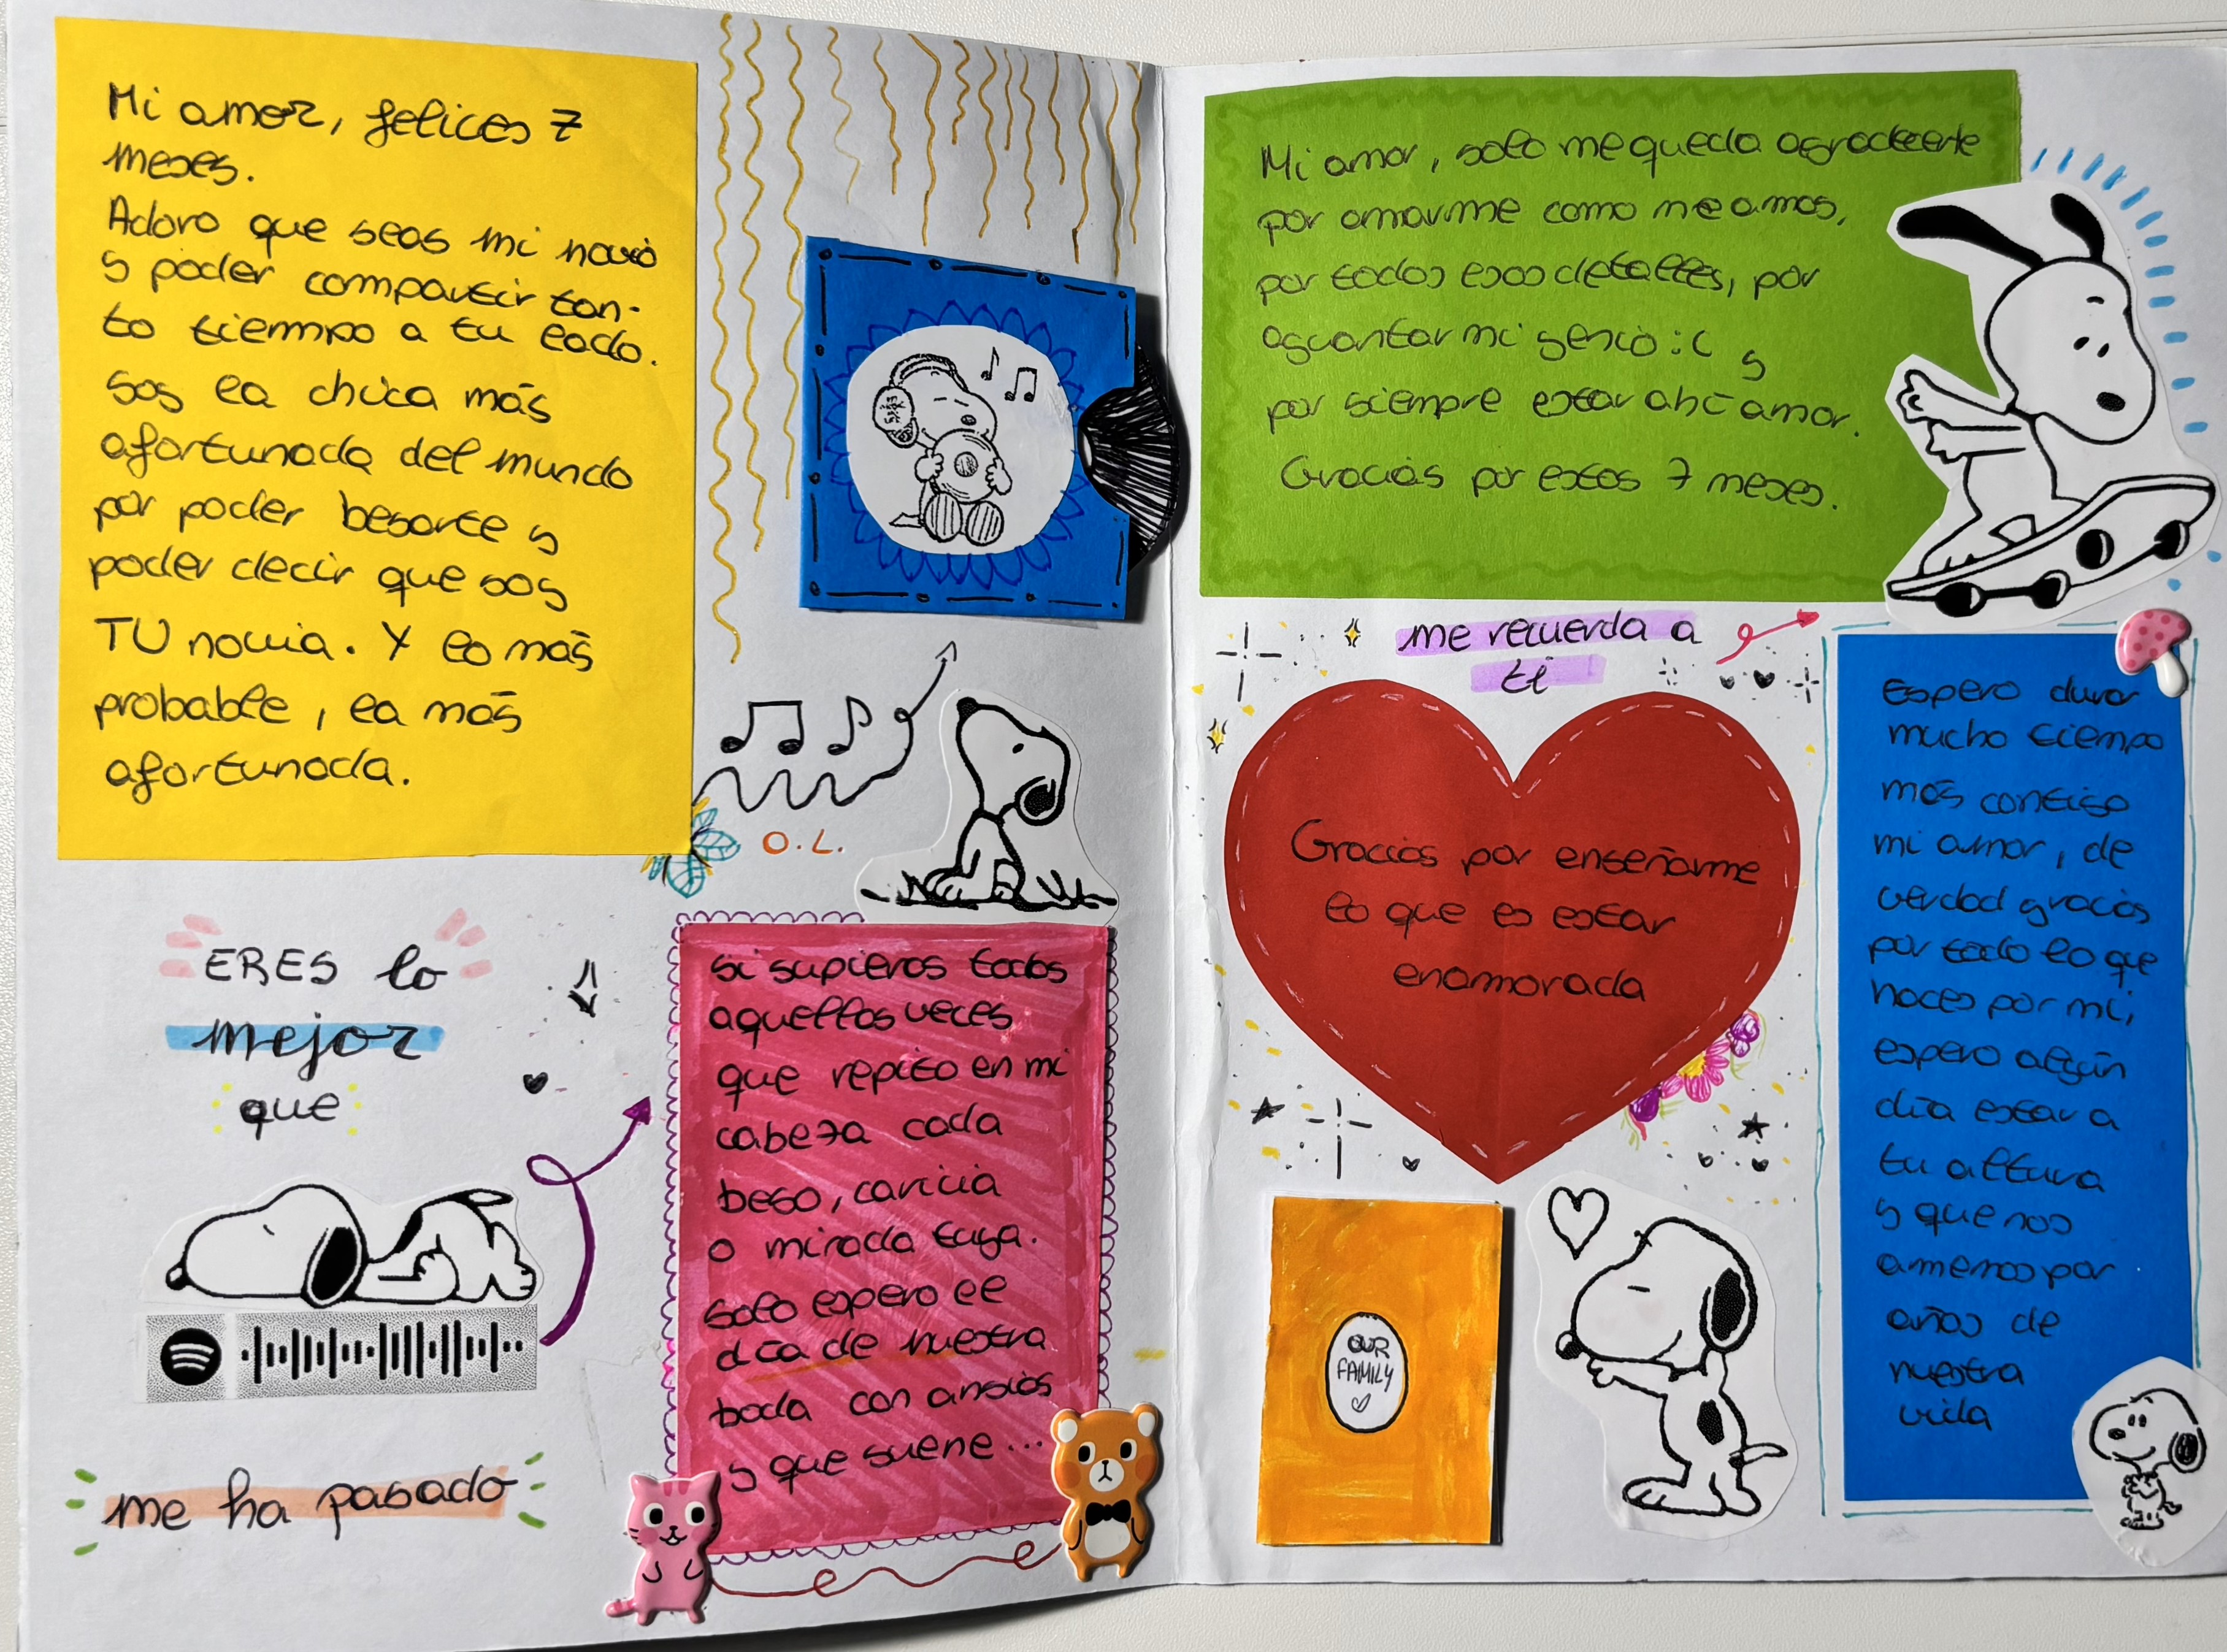 Mi amor, felices 7
meses.
Adoro que seas mi novio
y poder compartir tan-
to tiempo a tu lado.
Soy la chica más
afortunada del mundo
por poder besarte y
poder decir que soy
TU novia. Y lo más
probable, la más
afortunada.
O.L.
ERES lo
mejor
que
me ha pasado
Si supieras todas
aquellas veces
que repito en mi
cabeza cada
beso, caricia
o mirada tuya.
Solo espero el
día de nuestra
boda con ansias
y que suene...
Mi amor, solo me queda agradecerte
por amarme como me amas,
por todos esos detalles, por
aguantar mi genio :( y
por siempre estar ahí amor.
Gracias por estos 7 meses.
me recuerda a
ti
Gracias por enseñarme
lo que es estar
enamorada
OUR
FAMILY
Espero durar
mucho tiempo
más contigo
mi amor, de
verdad gracias
por todo lo que
haces por mi,
espero algún
día estar a
tu altura
y que nos
amemos por
años de
nuestra
vida